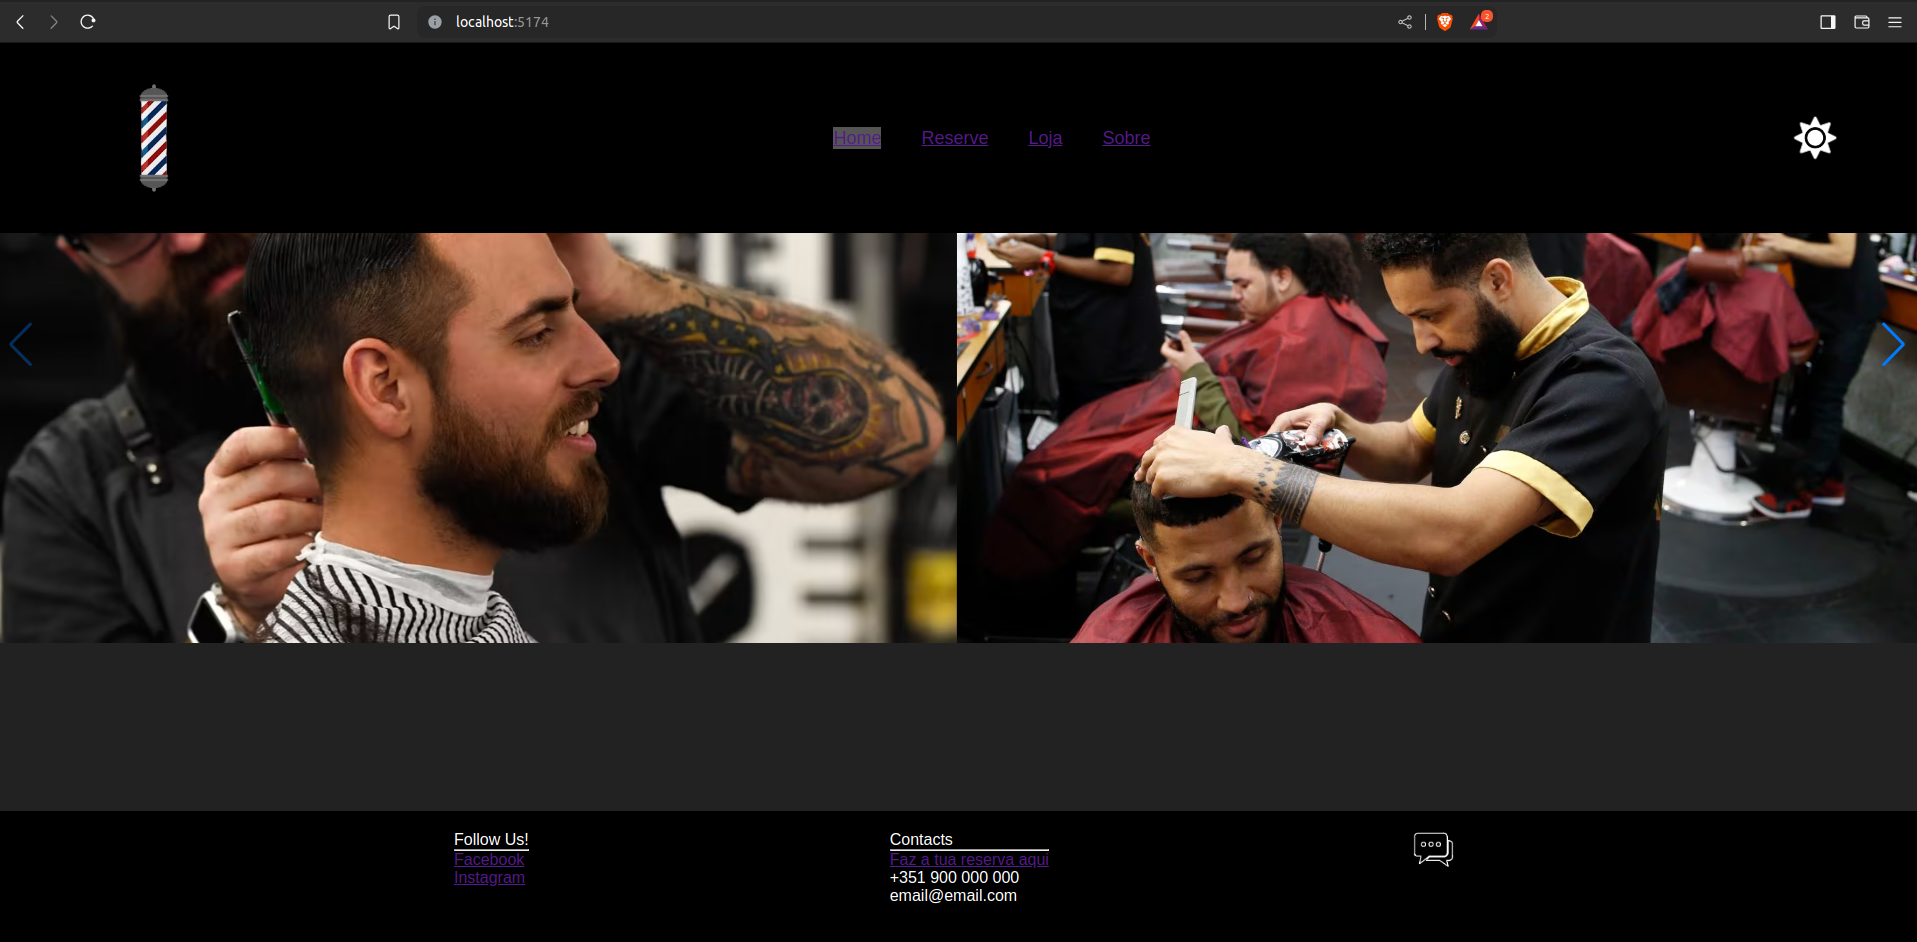 localhost:5174
2
Home Reserve Loja Sobre
Follow Us!
Facebook
Instagram
Contacts
Faz a tua reserva aqui
+351 900 000 000
email@email.com